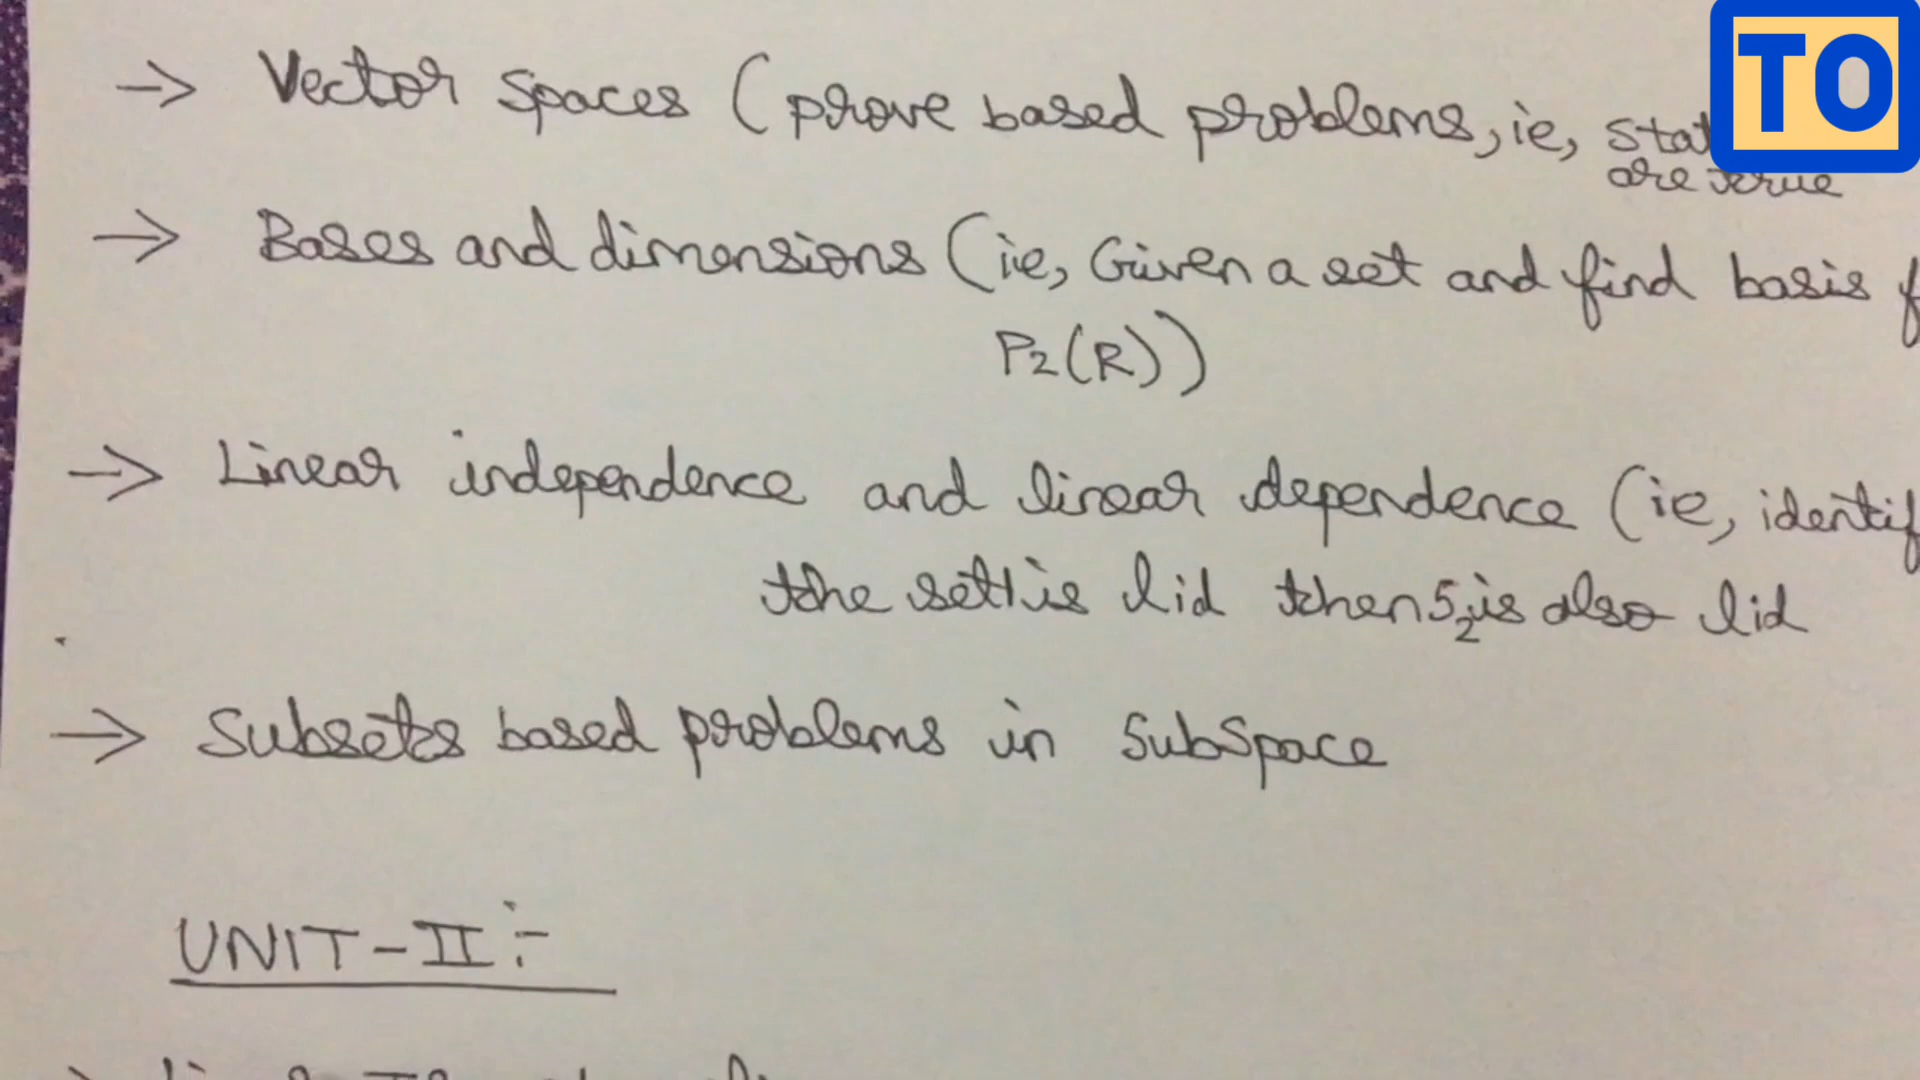 TO
→ Vector Spaces (prove based problems, ie, stat
are true
→ Bases and dimensions (ie, Given a set and find basis f
P2(R))
→ Linear independence and linear dependence (ie, identif
the set1 is lid then S2 is also lid
→ Subsets based problems in Subspace
UNIT-II:-